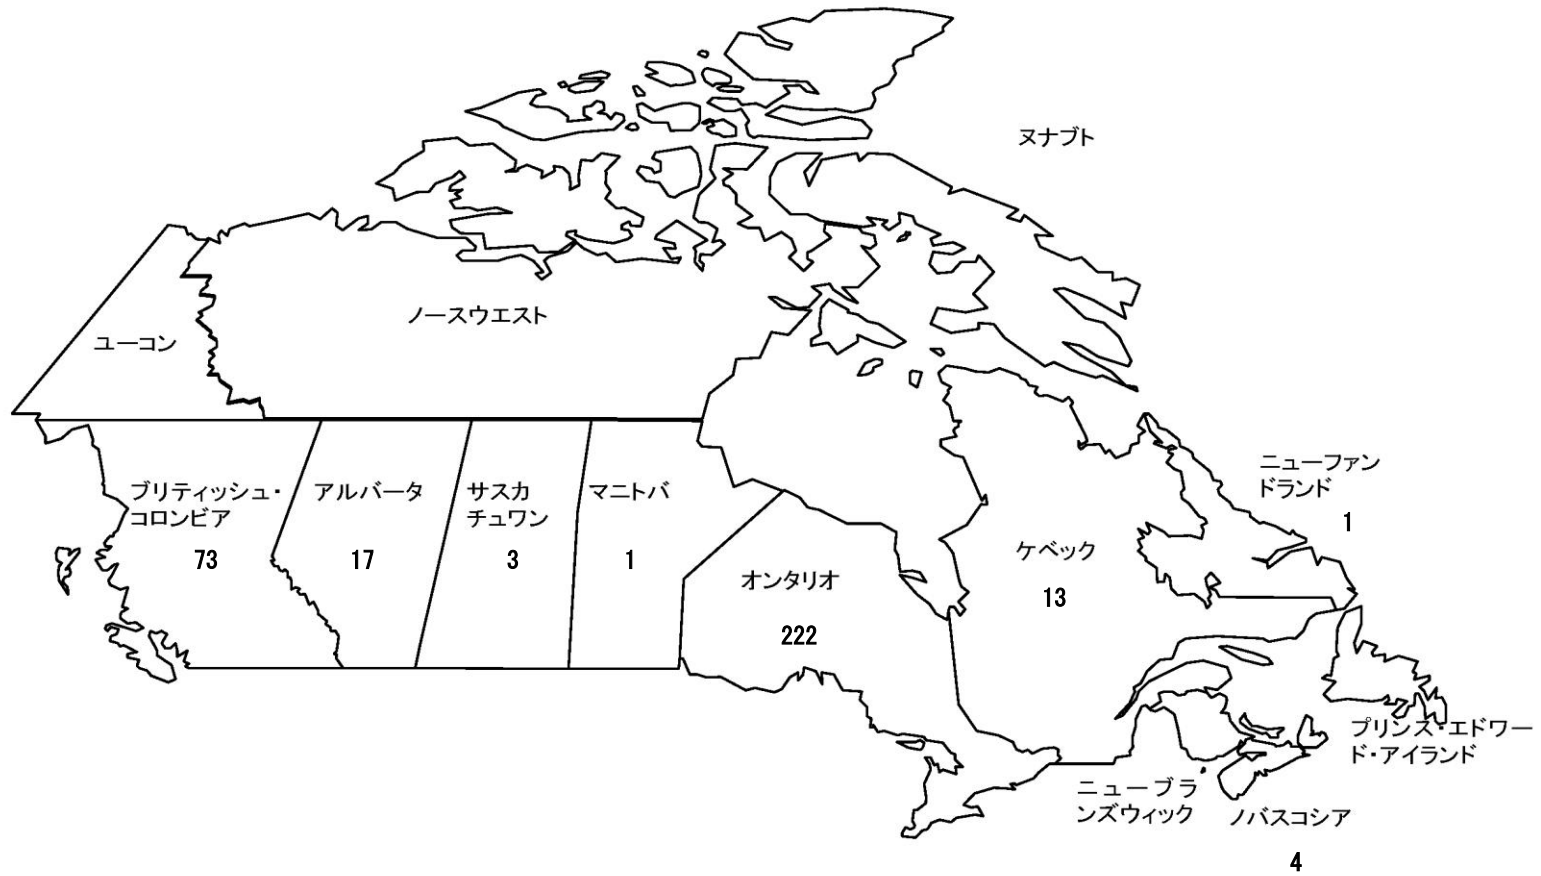 ヌナブト
ノースウエスト
ユーコン
ブリティッシュ・
コロンビア
73
アルバータ
17
サスカ
チュワン
3
マニトバ
1
オンタリオ
222
ケベック
13
ニューファン
ドランド
1
プリンス・エドワー
ド・アイランド
ニューブラ
ンズウィック
ノバスコシア
4